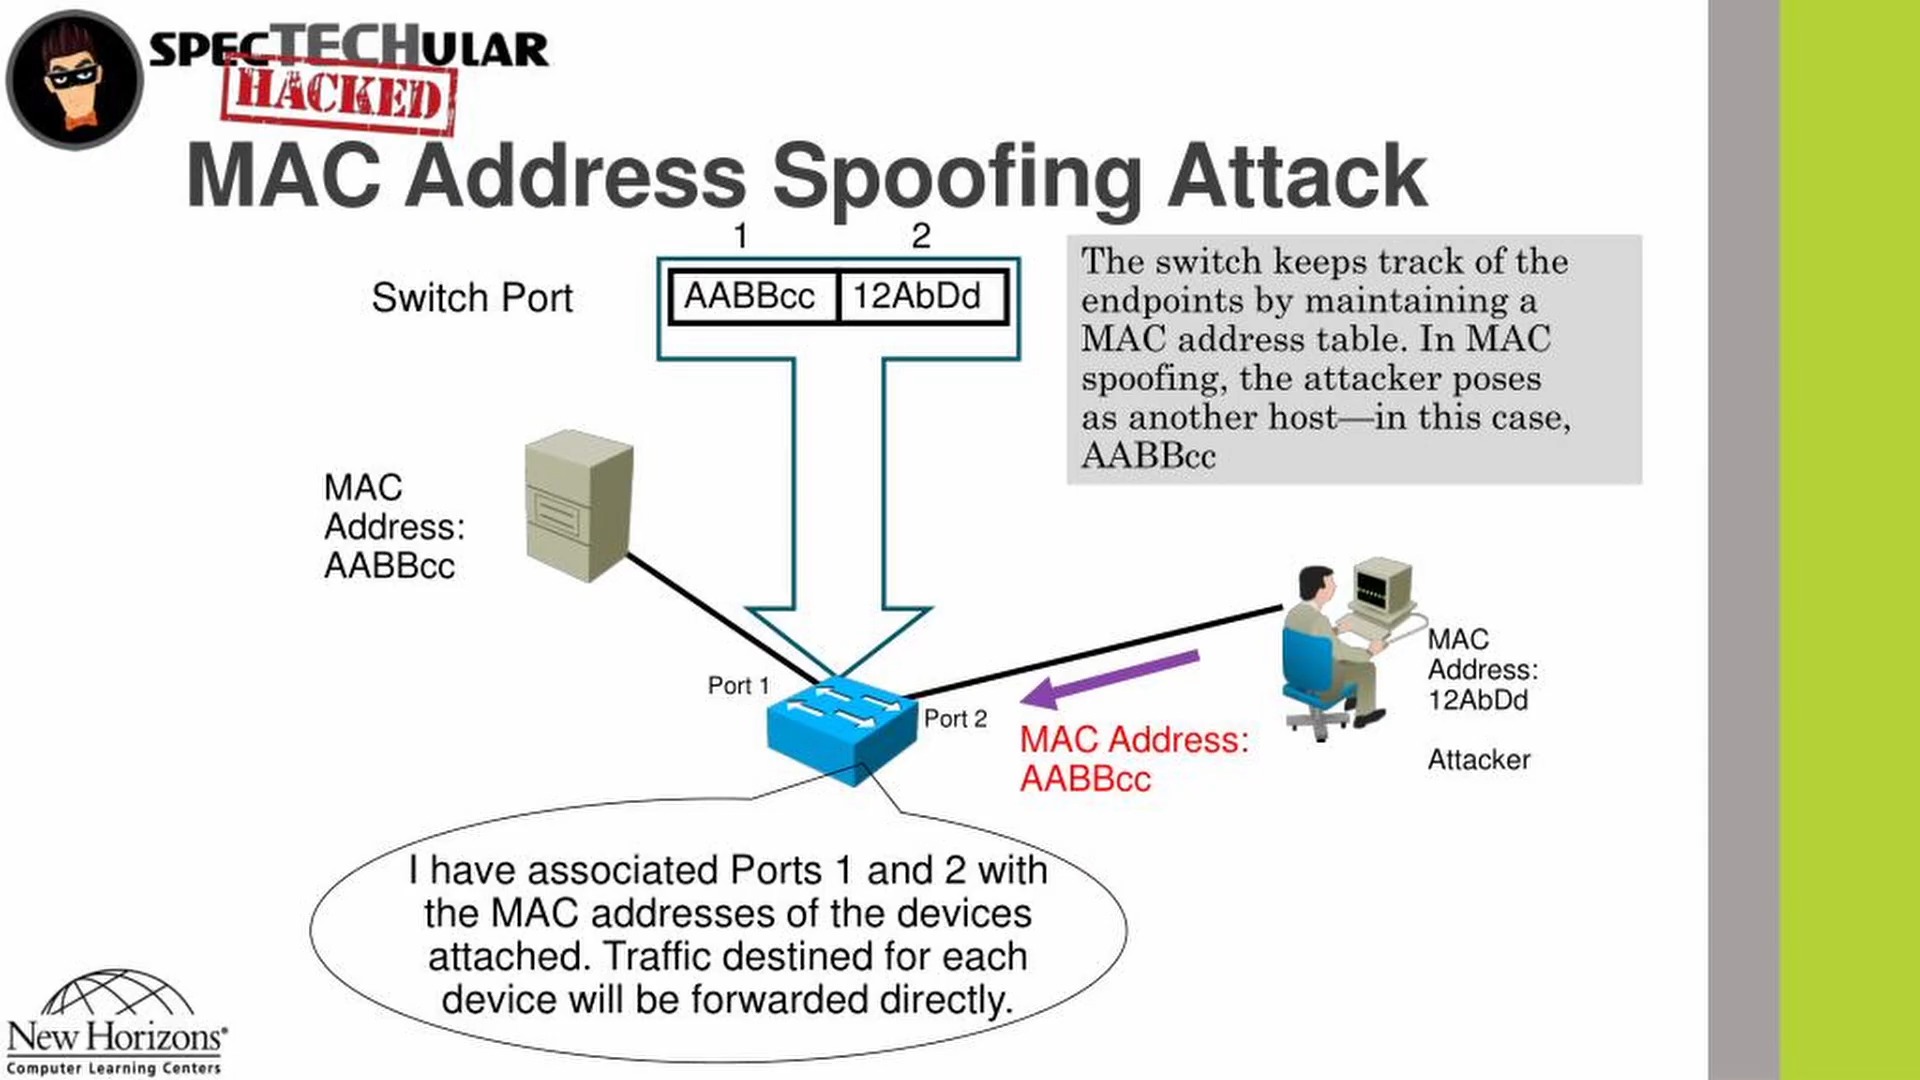 SPECTECHULAR
HACKED
MAC Address Spoofing Attack
1 2
Switch Port
AABBcc 12AbDd
The switch keeps track of the
endpoints by maintaining a
MAC address table. In MAC
spoofing, the attacker poses
as another host—in this case,
AABBcc
MAC
Address:
AABBcc
Port 1
Port 2
MAC Address:
AABBcc
MAC
Address:
12AbDd
Attacker
I have associated Ports 1 and 2 with
the MAC addresses of the devices
attached. Traffic destined for each
device will be forwarded directly.
New Horizons®
Computer Learning Centers